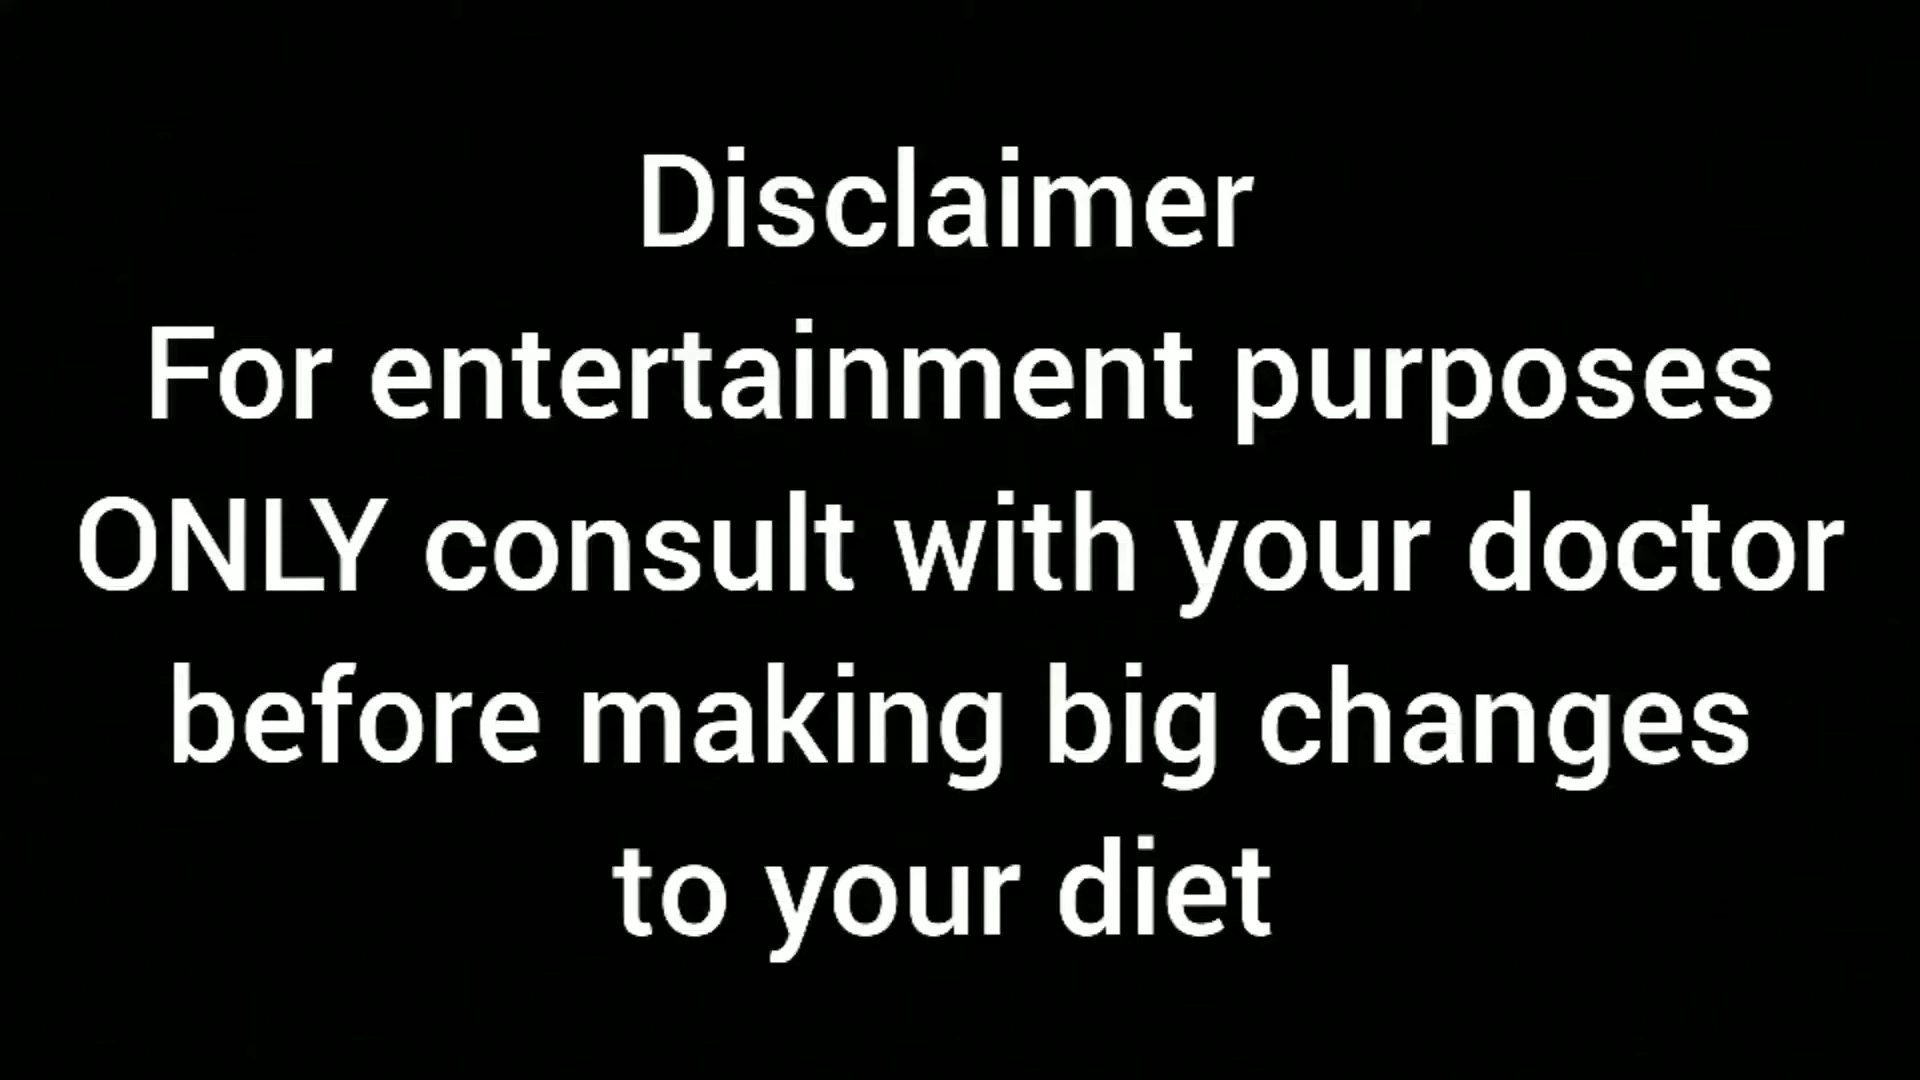 Disclaimer
For entertainment purposes
ONLY consult with your doctor
before making big changes
to your diet